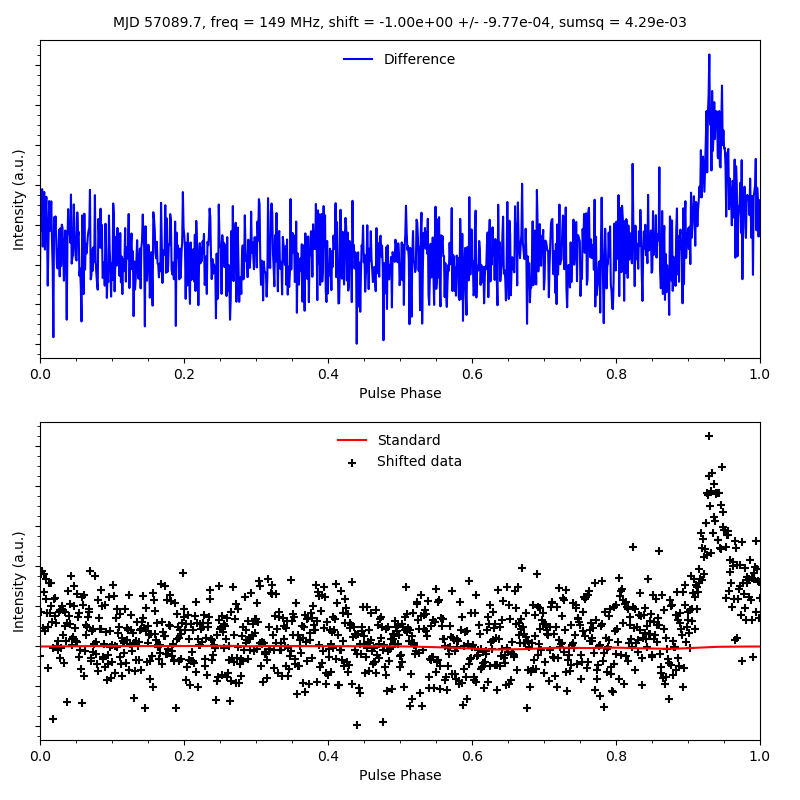 MJD 57089.7, freq = 149 MHz, shift = -1.00e+00 +/- -9.77e-04, sumsq = 4.29e-03
Difference
Intensity (a.u.)
0.0 0.2 0.4 0.6 0.8 1.0
Pulse Phase
Standard
Shifted data
Intensity (a.u.)
0.0 0.2 0.4 0.6 0.8 1.0
Pulse Phase